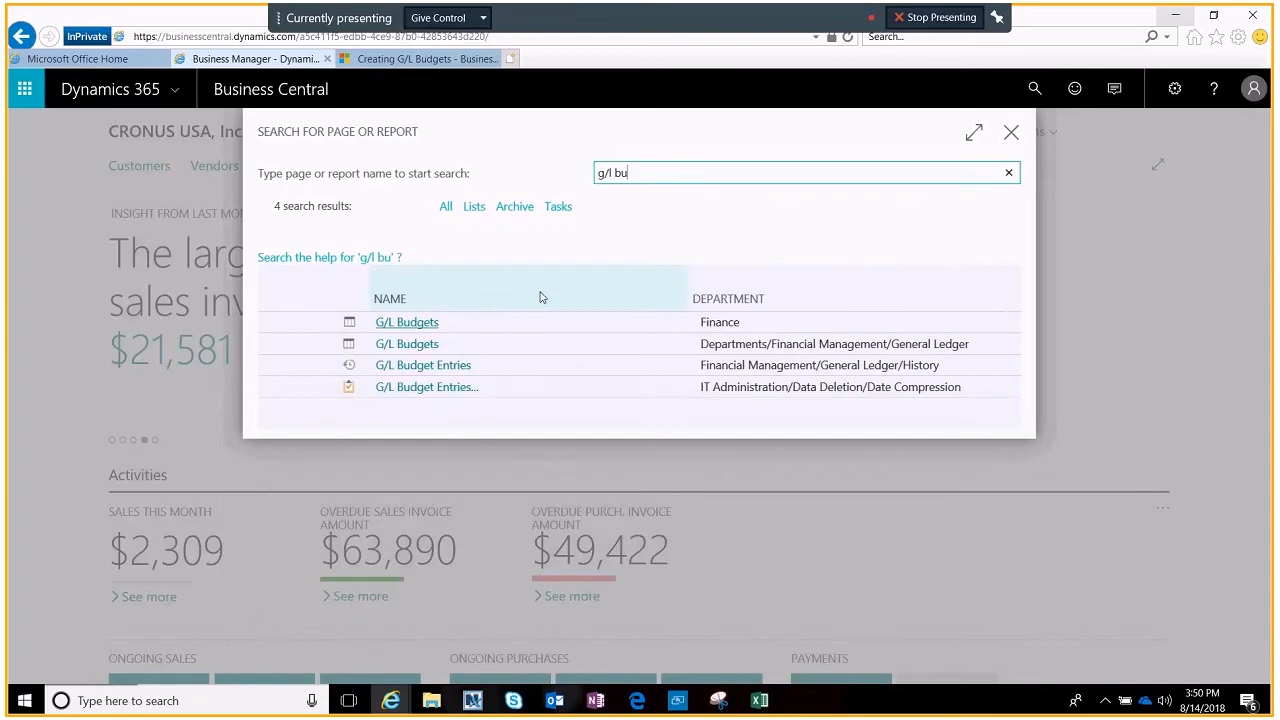 Currently presenting
Give Control
Stop Presenting
InPrivate
https://businesscentral.dynamics.com/a5c411f5-edbb-4ce9-87b0-42853643d220/
Search...
Microsoft Office Home
Business Manager - Dynami...
Creating G/L Budgets - Busines...
Dynamics 365
Business Central
?
CRONUS USA, Inc
Customers
Vendors
INSIGHT FROM LAST MO
The larg
sales inv
$21,581
SEARCH FOR PAGE OR REPORT
Type page or report name to start search:
g/l bu
4 search results:
All
Lists
Archive
Tasks
Search the help for 'g/l bu' ?
NAME
DEPARTMENT
G/L Budgets
Finance
G/L Budgets
Departments/Financial Management/General Ledger
G/L Budget Entries
Financial Management/General Ledger/History
G/L Budget Entries...
IT Administration/Data Deletion/Date Compression
Activities
SALES THIS MONTH
OVERDUE SALES INVOICE
AMOUNT
OVERDUE PURCH. INVOICE
AMOUNT
$2,309
$63,890
$49,422
See more
See more
See more
ONGOING SALES
ONGOING PURCHASES
PAYMENTS
Type here to search
3:50 PM
8/14/2018
6